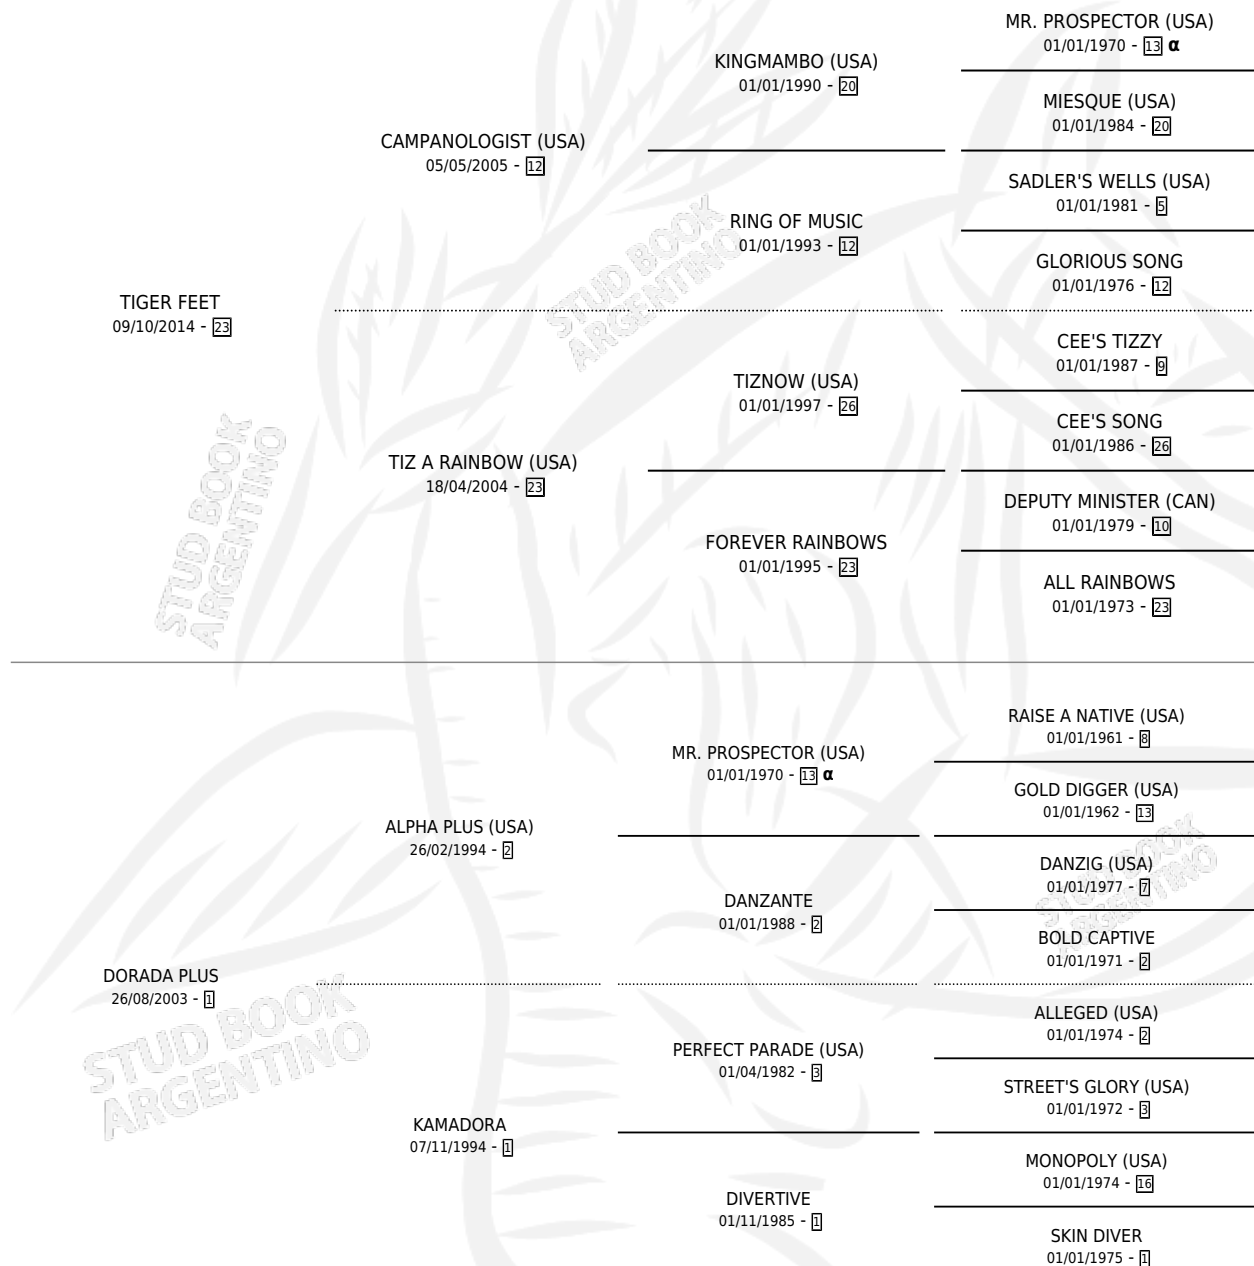 MR. PROSPECTOR (USA)
01/01/1970 - 13 α
KINGMAMBO (USA)
01/01/1990 - 20
MIESQUE (USA)
01/01/1984 - 20
CAMPANOLOGIST (USA)
05/05/2005 - 12
SADLER'S WELLS (USA)
01/01/1981 - 5
RING OF MUSIC
01/01/1993 - 12
GLORIOUS SONG
01/01/1976 - 12
STUD BOOK
ARGENTINO
TIGER FEET
09/10/2014 - 23
CEE'S TIZZY
01/01/1987 - 9
TIZNOW (USA)
01/01/1997 - 26
CEE'S SONG
01/01/1986 - 26
TIZ A RAINBOW (USA)
18/04/2004 - 23
DEPUTY MINISTER (CAN)
01/01/1979 - 10
FOREVER RAINBOWS
01/01/1995 - 23
ALL RAINBOWS
01/01/1973 - 23
STUD BOOK
ARGENTINO
RAISE A NATIVE (USA)
01/01/1961 - 8
MR. PROSPECTOR (USA)
01/01/1970 - 13 α
GOLD DIGGER (USA)
01/01/1962 - 13
ALPHA PLUS (USA)
26/02/1994 - 2
DANZIG (USA)
01/01/1977 - 7
STUD BOOK
ARGENTINO
DANZANTE
01/01/1988 - 2
BOLD CAPTIVE
01/01/1971 - 2
DORADA PLUS
26/08/2003 - 1
STUD BOOK
ARGENTINO
ALLEGED (USA)
01/01/1974 - 2
PERFECT PARADE (USA)
01/04/1982 - 3
STREET'S GLORY (USA)
01/01/1972 - 3
KAMADORA
07/11/1994 - 1
MONOPOLY (USA)
01/01/1974 - 16
DIVERTIVE
01/11/1985 - 1
SKIN DIVER
01/01/1975 - 1